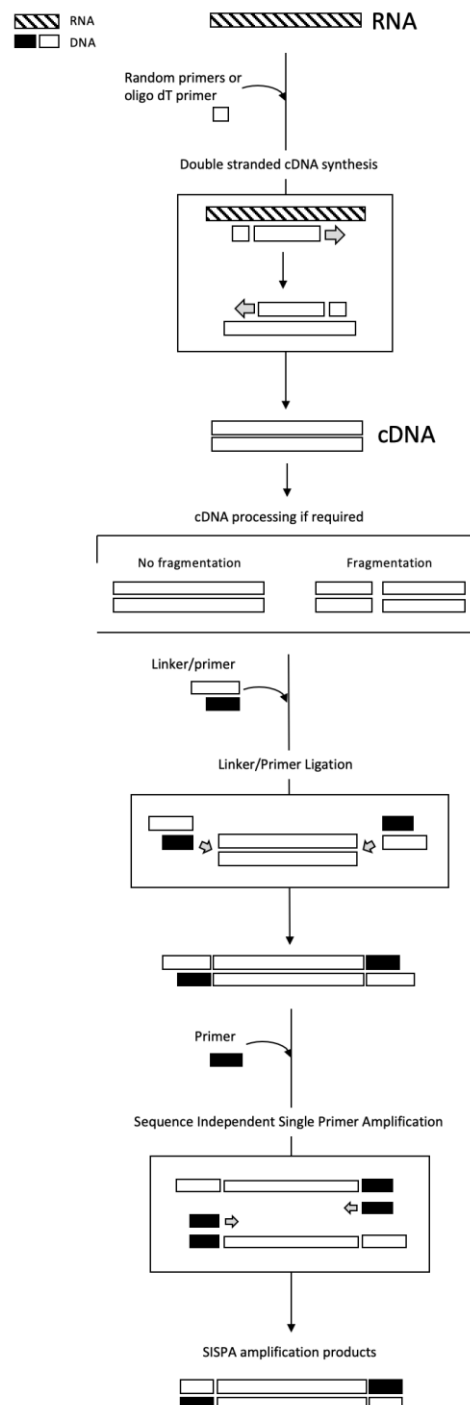 RNA
DNA
RNA
Random primers or
oligo dT primer
Double stranded cDNA synthesis
cDNA
cDNA processing if required
No fragmentation
Fragmentation
Linker/primer
Linker/Primer Ligation
Primer
Sequence Independent Single Primer Amplification
SISPA amplification products